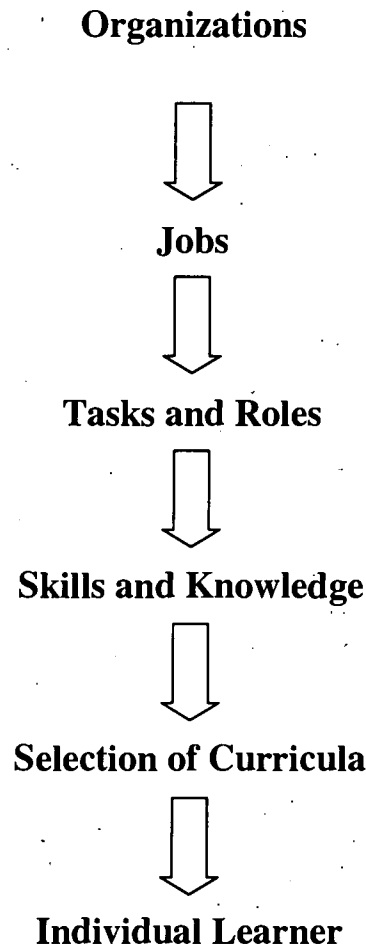 Organizations
Jobs
Tasks and Roles
Skills and Knowledge
Selection of Curricula
Individual Learner